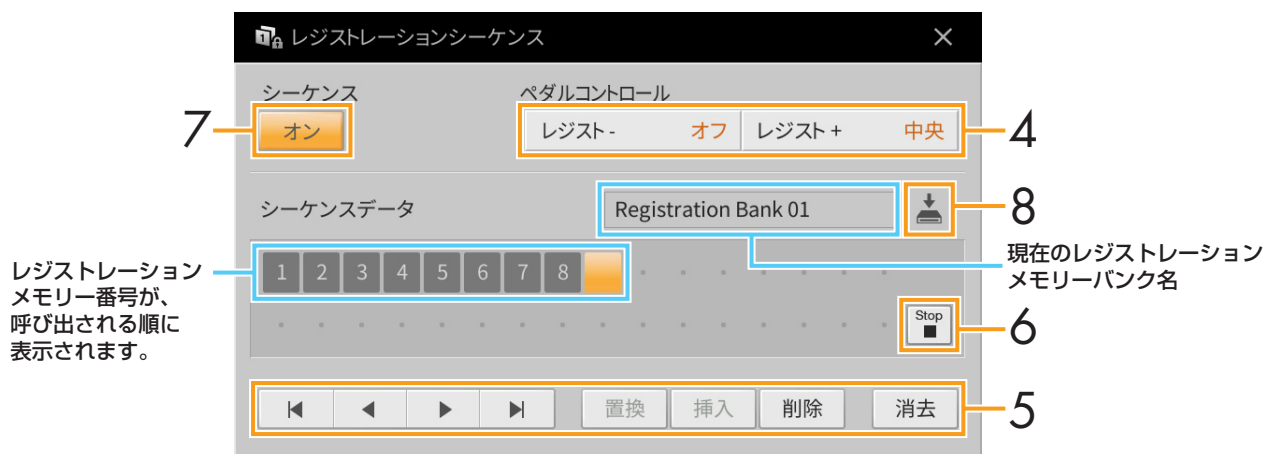 レジストレーションシーケンス
シーケンス
ペダルコントロール
7
オン
レジスト - オフ レジスト + 中央
4
シーケンスデータ
Registration Bank 01
8
レジストレーション
メモリー番号が、
呼び出される順に
表示されます。
1 2 3 4 5 6 7 8
現在のレジストレーション
メモリーバンク名
Stop
6
置換 挿入 削除 消去
5